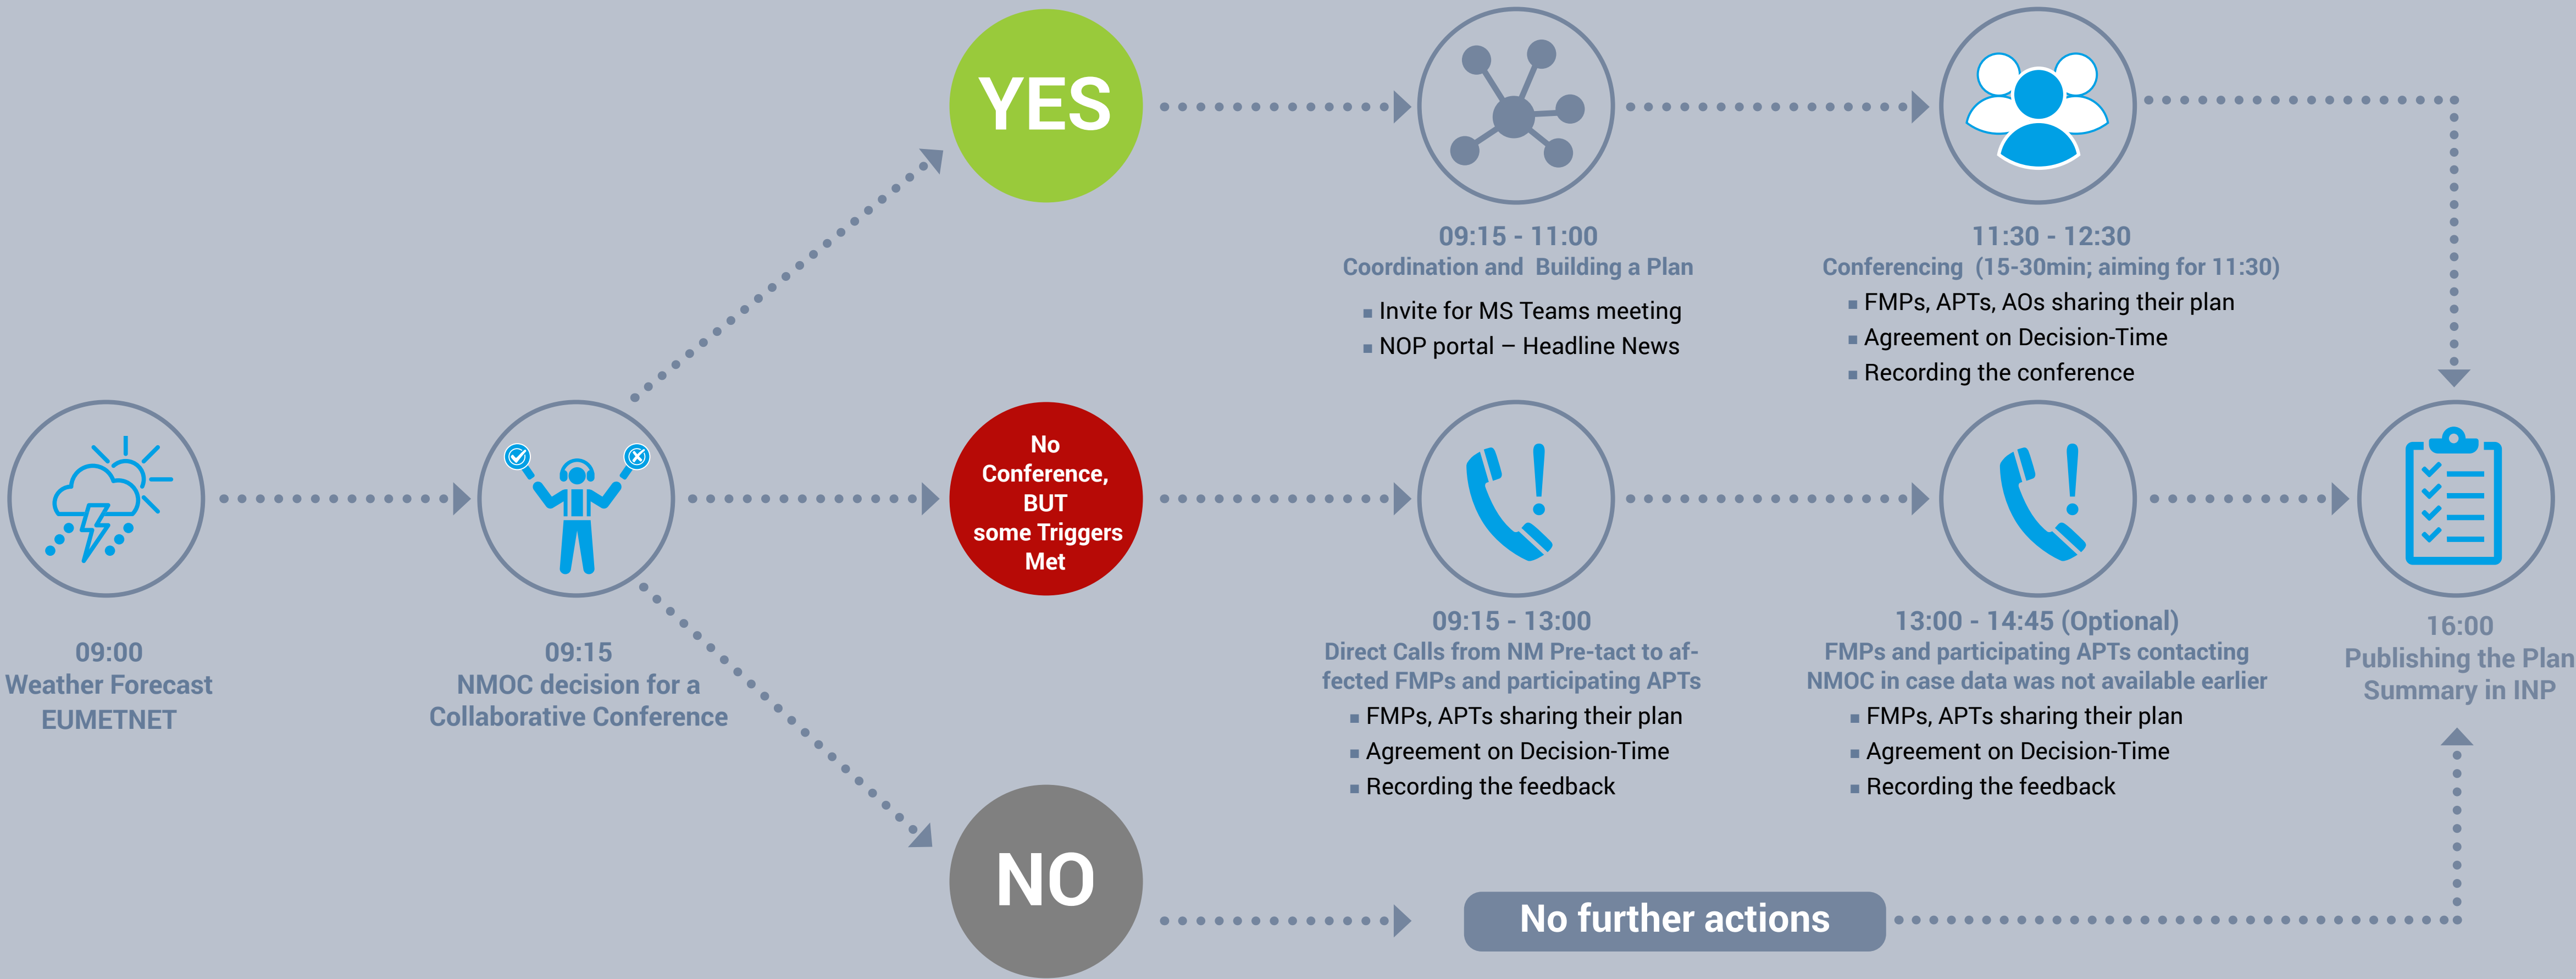 YES
09:15 - 11:00
Coordination and  Building a Plan
▪ Invite for MS Teams meeting
▪ NOP portal – Headline News
11:30 - 12:30
Conferencing  (15-30min; aiming for 11:30)
▪ FMPs, APTs, AOs sharing their plan
▪ Agreement on Decision-Time
▪ Recording the conference
09:00
Weather Forecast
EUMETNET
09:15
NMOC decision for a
Collaborative Conference
No
Conference,
BUT
some Triggers
Met
09:15 - 13:00
Direct Calls from NM Pre-tact to af-
fected FMPs and participating APTs
▪ FMPs, APTs sharing their plan
▪ Agreement on Decision-Time
▪ Recording the feedback
13:00 - 14:45 (Optional)
FMPs and participating APTs contacting
NMOC in case data was not available earlier
▪ FMPs, APTs sharing their plan
▪ Agreement on Decision-Time
▪ Recording the feedback
16:00
Publishing the Plan
Summary in INP
NO
No further actions